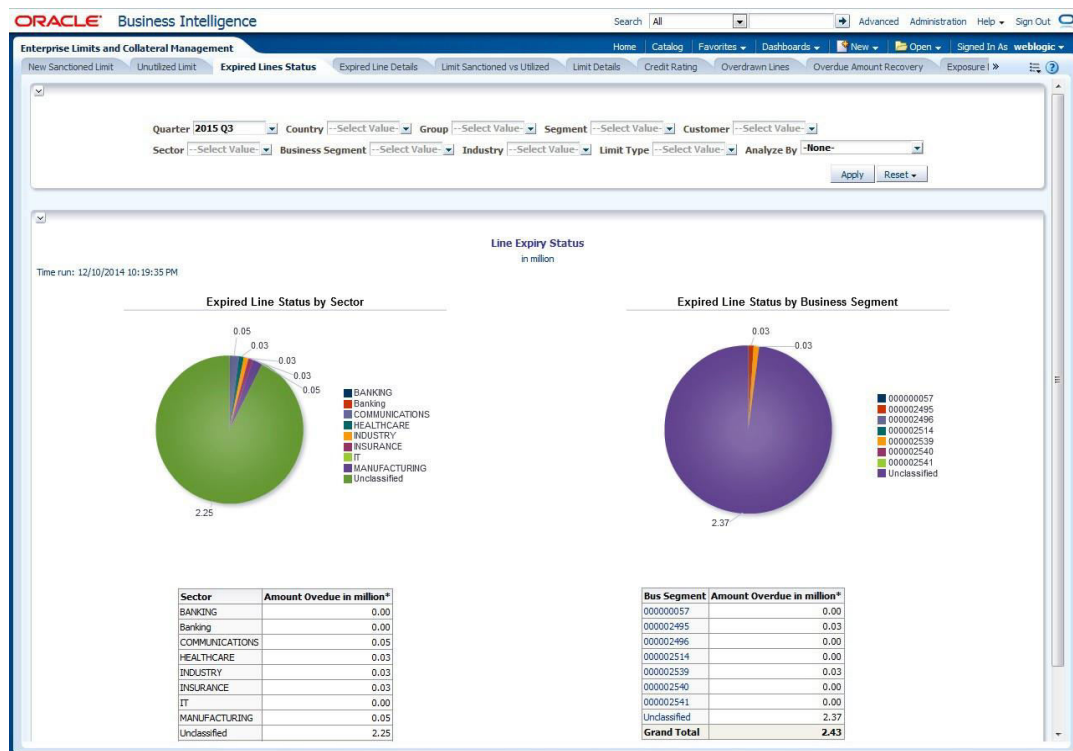 ORACLE Business Intelligence
Search All Advanced Administration Help Sign Out
Enterprise Limits and Collateral Management
Home Catalog Favorites Dashboards New Open Signed In As weblogic
New Sanctioned Limit Unutilized Limit Expired Lines Status Expired Line Details Limit Sanctioned vs Utilized Limit Details Credit Rating Overdrawn Lines Overdue Amount Recovery Exposure
Quarter 2015 Q3 Country --Select Value- Group --Select Value- Segment --Select Value- Customer --Select Value-
Sector --Select Value- Business Segment --Select Value- Industry --Select Value- Limit Type --Select Value- Analyze By -None-
Apply Reset
Line Expiry Status
in million
Time run: 12/10/2014 10:19:35 PM
Expired Line Status by Sector
0.05
0.03
0.03
0.03
0.05
2.25
BANKING
Banking
COMMUNICATIONS
HEALTHCARE
INDUSTRY
INSURANCE
IT
MANUFACTURING
Unclassified
Expired Line Status by Business Segment
0.03
0.03
2.37
000000057
000002495
000002496
000002514
000002539
000002540
000002541
Unclassified
Sector Amount Ovedue in million*
BANKING 0.00
Banking 0.00
COMMUNICATIONS 0.05
HEALTHCARE 0.03
INDUSTRY 0.03
INSURANCE 0.03
IT 0.00
MANUFACTURING 0.05
Unclassified 2.25
Bus Segment Amount Overdue in million*
000000057 0.00
000002495 0.03
000002496 0.00
000002514 0.00
000002539 0.03
000002540 0.00
000002541 0.00
Unclassified 2.37
Grand Total 2.43